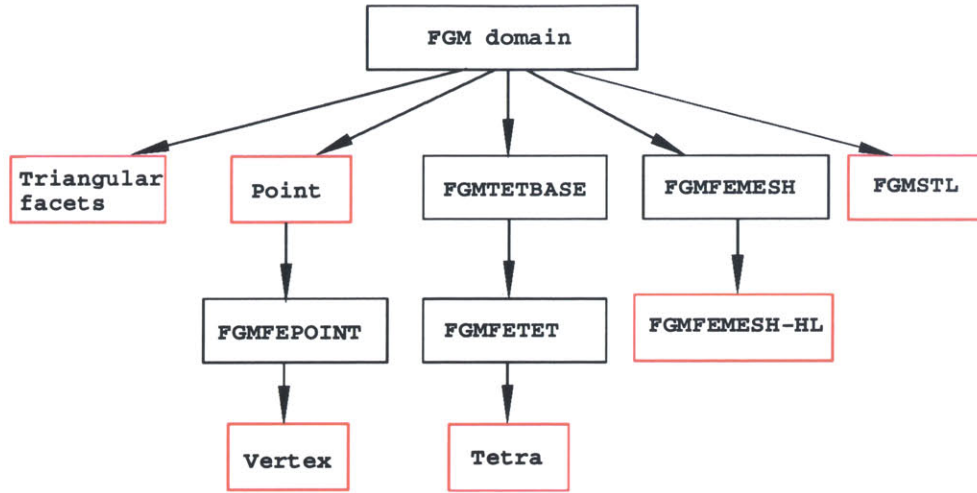 FGM domain
Triangular
facets
Point
FGMTETBASE
FGMFEMESH
FGMSTL
FGMFEPOINT
FGMFETET
FGMFEMESH-HL
Vertex
Tetra